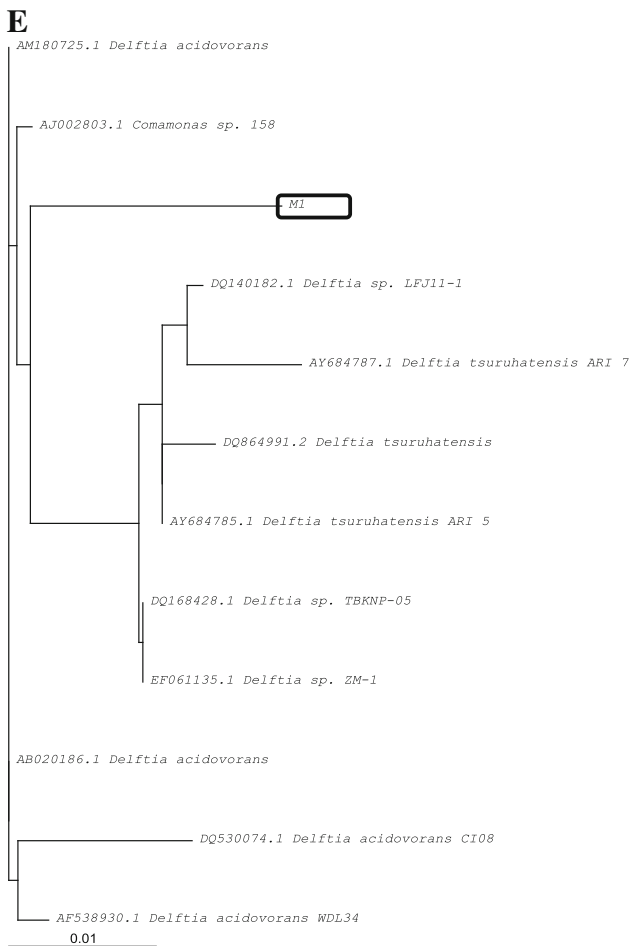 E
AM180725.1 Delftia acidovorans
AJ002803.1 Comamonas sp. 158
M1
DQ140182.1 Delftia sp. LFJ11-1
AY684787.1 Delftia tsuruhatensis ARI 7
DQ864991.2 Delftia tsuruhatensis
AY684785.1 Delftia tsuruhatensis ARI 5
DQ168428.1 Delftia sp. TBKNP-05
EF061135.1 Delftia sp. ZM-1
AB020186.1 Delftia acidovorans
DQ530074.1 Delftia acidovorans CI08
AF538930.1 Delftia acidovorans WDL34
0.01